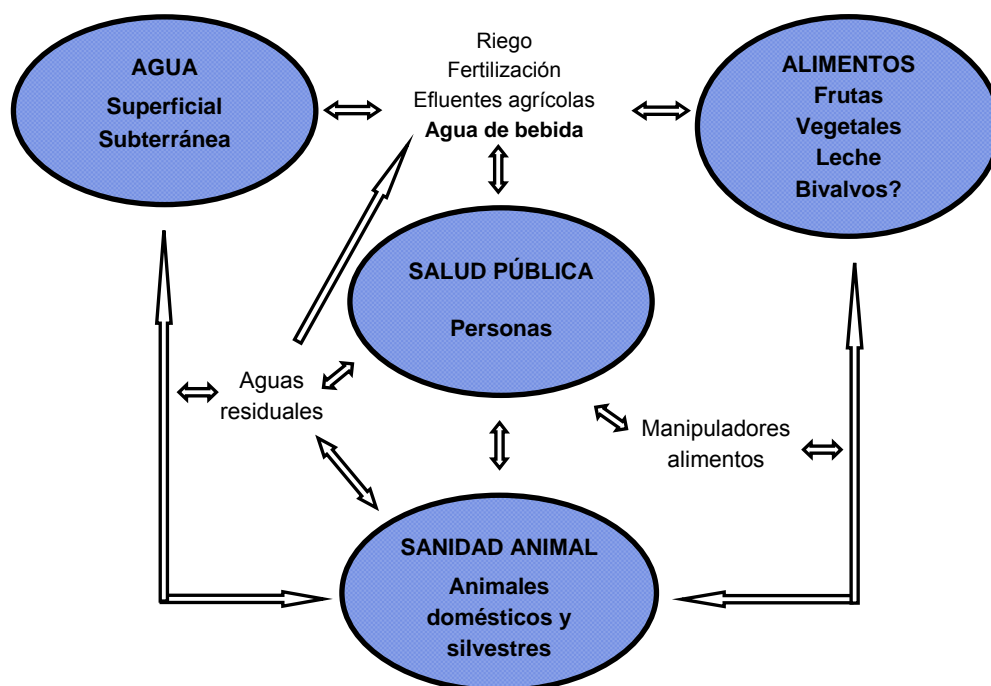 AGUA
Superficial
Subterránea
Riego
Fertilización
Efluentes agrícolas
Agua de bebida
ALIMENTOS
Frutas
Vegetales
Leche
Bivalvos?
SALUD PÚBLICA
Personas
Aguas
residuales
Manipuladores
alimentos
SANIDAD ANIMAL
Animales
domésticos y
silvestres